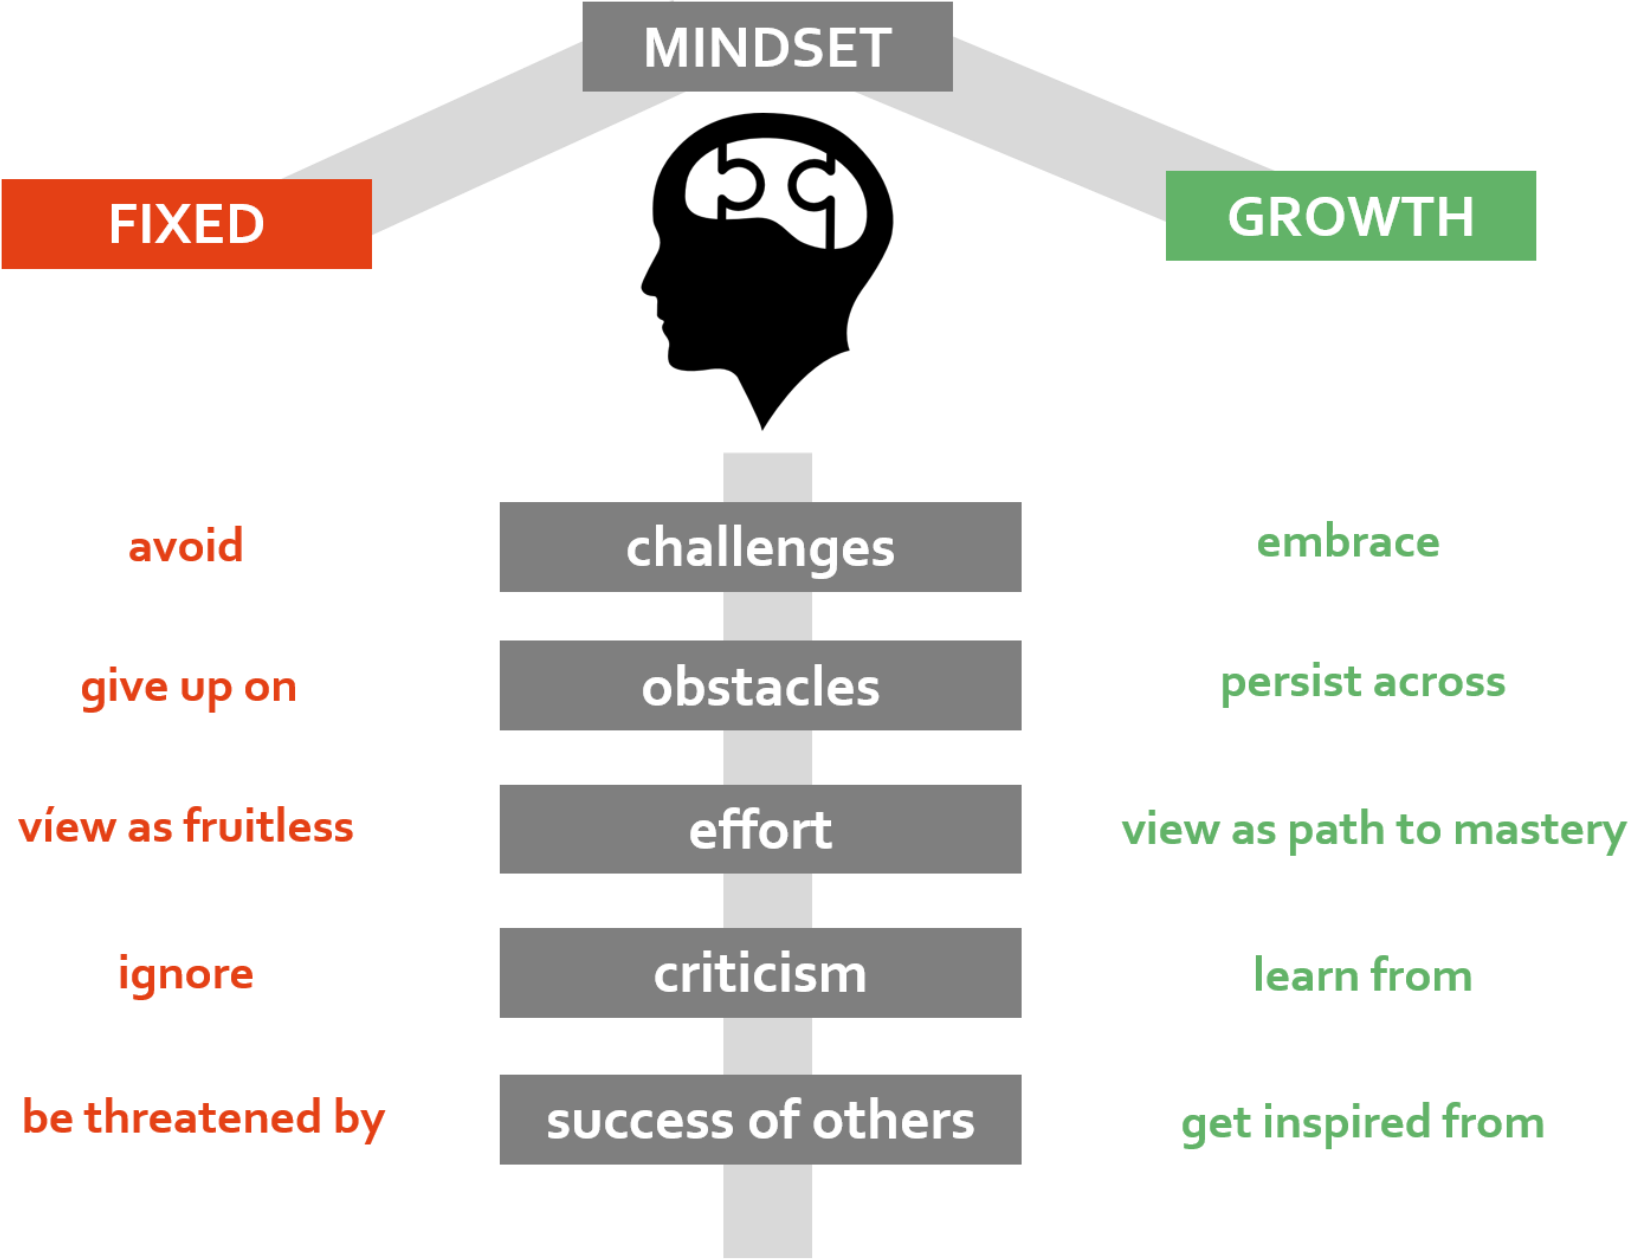 MINDSET
FIXED
GROWTH
avoid
challenges
embrace
give up on
obstacles
persist across
víew as fruitless
effort
view as path to mastery
ignore
criticism
learn from
be threatened by
success of others
get inspired from